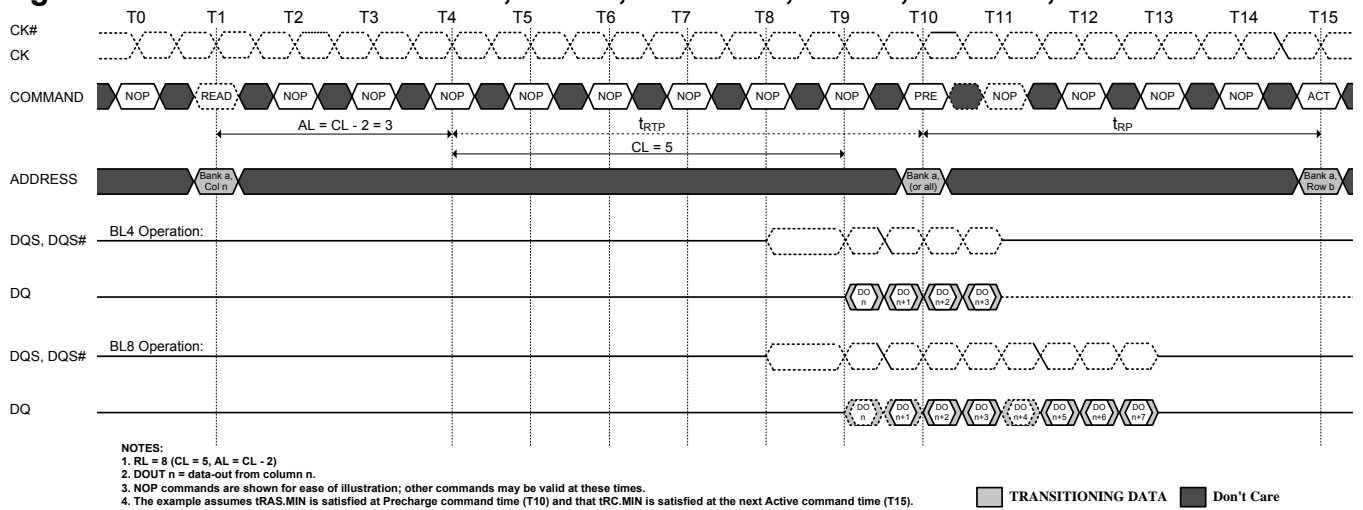 T0 T1 T2 T3 T4 T5 T6 T7 T8 T9 T10 T11 T12 T13 T14 T15
CK#
CK
COMMAND NOP READ NOP NOP NOP NOP NOP NOP NOP NOP PRE NOP NOP NOP NOP ACT
AL = CL - 2 = 3 tRTP tRP
CL = 5
ADDRESS Bank a, Col n Bank a, (or all) Bank a, Row b
DQS, DQS# BL4 Operation:
DQ DO n DO n+1 DO n+2 DO n+3
DQS, DQS# BL8 Operation:
DQ DO n DO n+1 DO n+2 DO n+3 DO n+4 DO n+5 DO n+6 DO n+7
NOTES:
1. RL = 8 (CL = 5, AL = CL - 2)
2. DOUT n = data-out from column n.
3. NOP commands are shown for ease of illustration; other commands may be valid at these times.
4. The example assumes tRAS.MIN is satisfied at Precharge command time (T10) and that tRC.MIN is satisfied at the next Active command time (T15).
TRANSITIONING DATA Don't Care